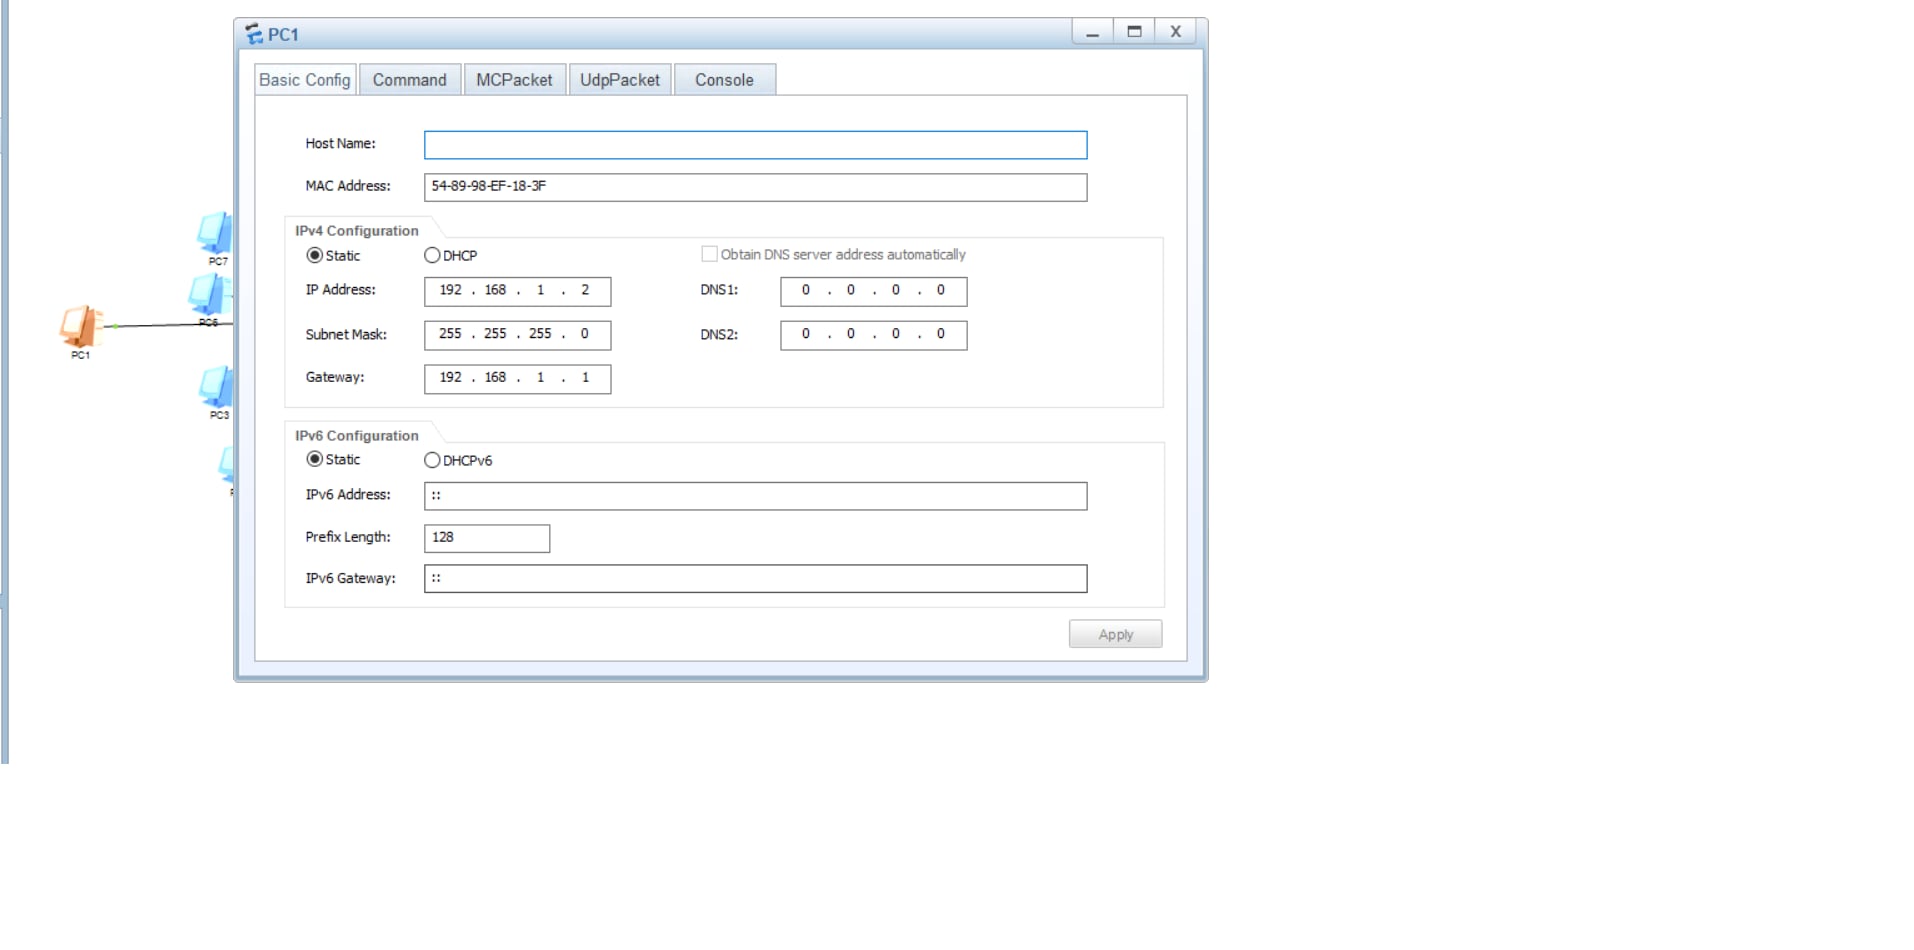 PC1
Basic Config Command MCPacket UdpPacket Console
Host Name:
MAC Address: 54-89-98-EF-18-3F
IPv4 Configuration
Static DHCP Obtain DNS server address automatically
IP Address: 192 . 168 . 1 . 2 DNS1: 0 . 0 . 0 . 0
Subnet Mask: 255 . 255 . 255 . 0 DNS2: 0 . 0 . 0 . 0
Gateway: 192 . 168 . 1 . 1
IPv6 Configuration
Static DHCPv6
IPv6 Address: ::
Prefix Length: 128
IPv6 Gateway: ::
Apply
PC7
PC6
PC1
PC3